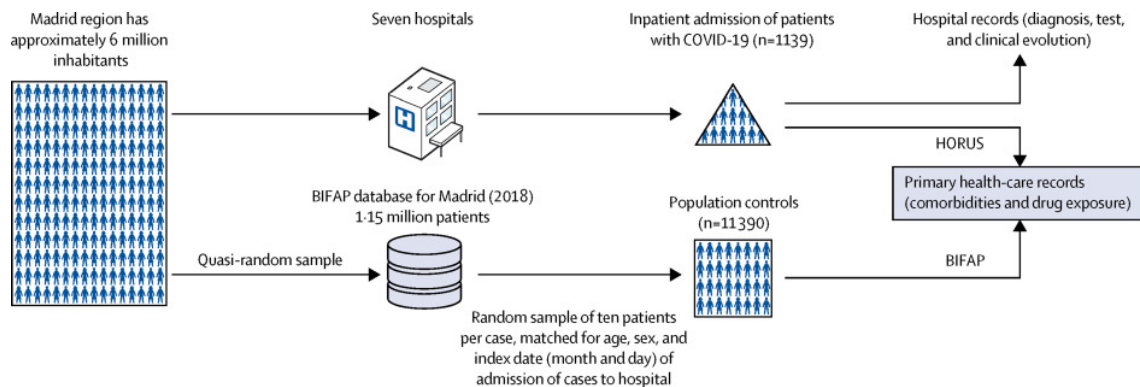 Madrid region has
approximately 6 million
inhabitants
Seven hospitals
H
Inpatient admission of patients
with COVID-19 (n=1139)
Hospital records (diagnosis, test,
and clinical evolution)
HORUS
Primary health-care records
(comorbidities and drug exposure)
BIFAP database for Madrid (2018)
1·15 million patients
Population controls
(n=11390)
Quasi-random sample
BIFAP
Random sample of ten patients
per case, matched for age, sex, and
index date (month and day) of
admission of cases to hospital